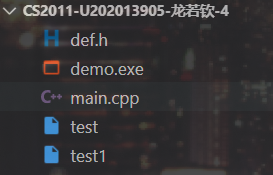 CS2011-U202013905-龙若钦-4
def.h
demo.exe
main.cpp
test
test1